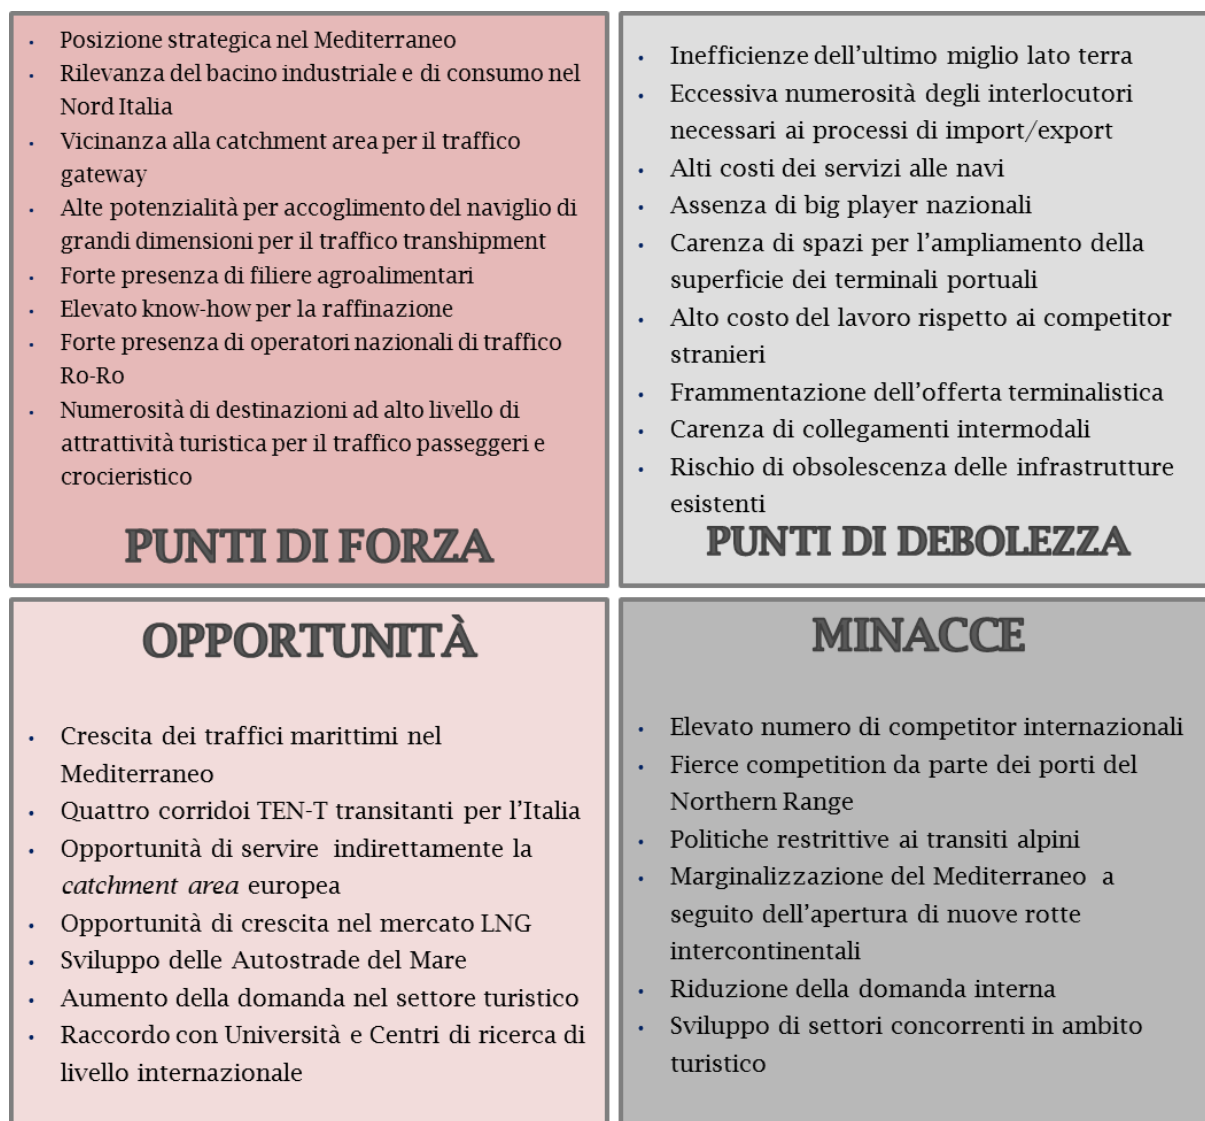 • Posizione strategica nel Mediterraneo
• Rilevanza del bacino industriale e di consumo nel
Nord Italia
• Vicinanza alla catchment area per il traffico
gateway
• Alte potenzialità per accoglimento del naviglio di
grandi dimensioni per il traffico transhipment
• Forte presenza di filiere agroalimentari
• Elevato know-how per la raffinazione
• Forte presenza di operatori nazionali di traffico
Ro-Ro
• Numerosità di destinazioni ad alto livello di
attrattività turistica per il traffico passeggeri e
crocieristico
PUNTI DI FORZA
• Inefficienze dell'ultimo miglio lato terra
• Eccessiva numerosità degli interlocutori
necessari ai processi di import/export
• Alti costi dei servizi alle navi
• Assenza di big player nazionali
• Carenza di spazi per l'ampliamento della
superficie dei terminali portuali
• Alto costo del lavoro rispetto ai competitor
stranieri
• Frammentazione dell'offerta terminalistica
• Carenza di collegamenti intermodali
• Rischio di obsolescenza delle infrastrutture
esistenti
PUNTI DI DEBOLEZZA
OPPORTUNITÀ
• Crescita dei traffici marittimi nel
Mediterraneo
• Quattro corridoi TEN-T transitanti per l'Italia
• Opportunità di servire indirettamente la
catchment area europea
• Opportunità di crescita nel mercato LNG
• Sviluppo delle Autostrade del Mare
• Aumento della domanda nel settore turistico
• Raccordo con Università e Centri di ricerca di
livello internazionale
MINACCE
• Elevato numero di competitor internazionali
• Fierce competition da parte dei porti del
Northern Range
• Politiche restrittive ai transiti alpini
• Marginalizzazione del Mediterraneo a
seguito dell'apertura di nuove rotte
intercontinentali
• Riduzione della domanda interna
• Sviluppo di settori concorrenti in ambito
turistico